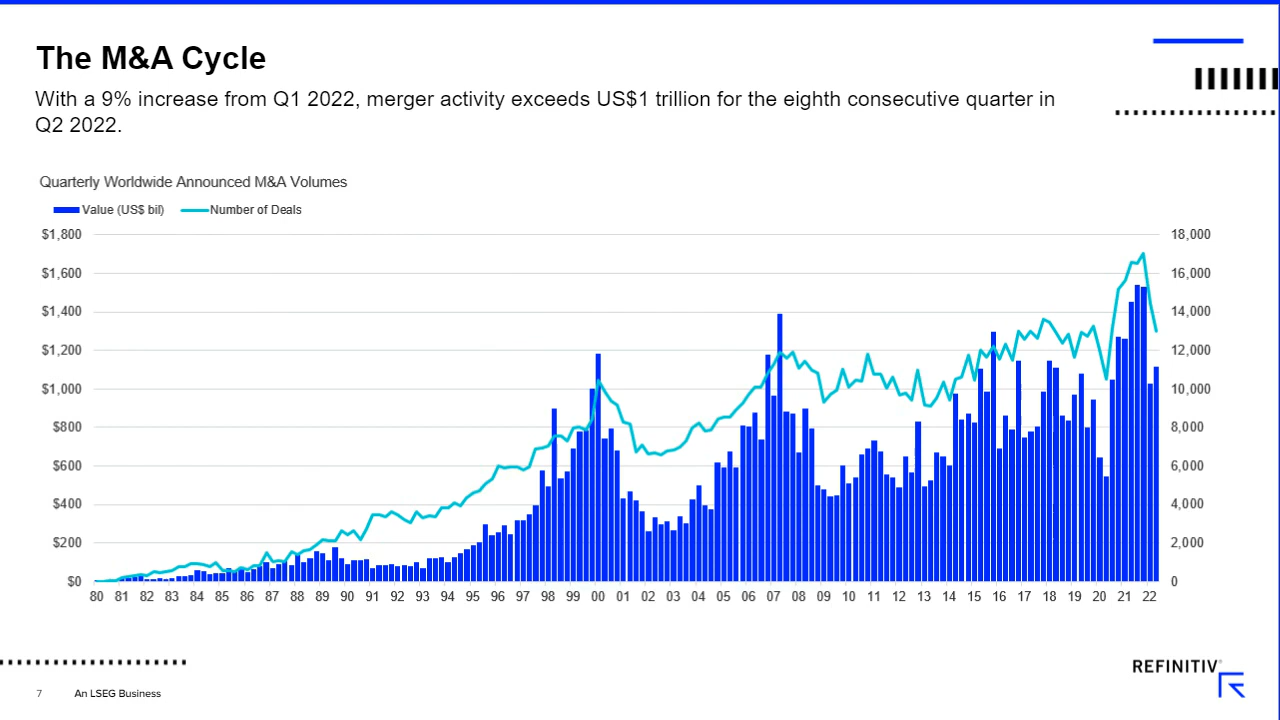 The M&A Cycle
With a 9% increase from Q1 2022, merger activity exceeds US$1 trillion for the eighth consecutive quarter in
Q2 2022.
Quarterly Worldwide Announced M&A Volumes
Value (US$ bil) Number of Deals
$1,800 18,000
$1,600 16,000
$1,400 14,000
$1,200 12,000
$1,000 10,000
$800 8,000
$600 6,000
$400 4,000
$200 2,000
$0 0
80 81 82 83 84 85 86 87 88 89 90 91 92 93 94 95 96 97 98 99 00 01 02 03 04 05 06 07 08 09 10 11 12 13 14 15 16 17 18 19 20 21 22
REFINITIV®
7 An LSEG Business